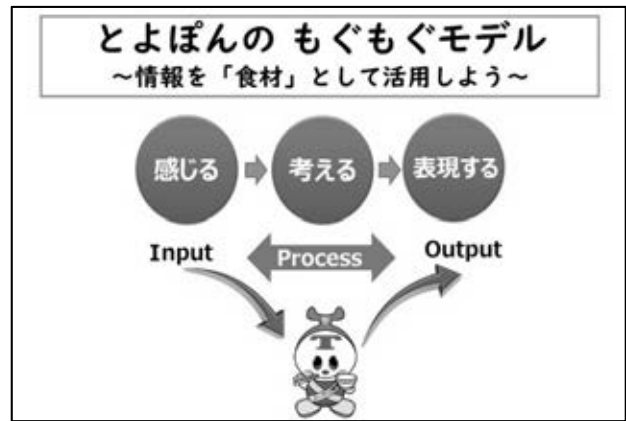 とよぽんの もぐもぐモデル
～情報を「食材」として活用しよう～
感じる
考える
表現する
Input
Process
Output
T